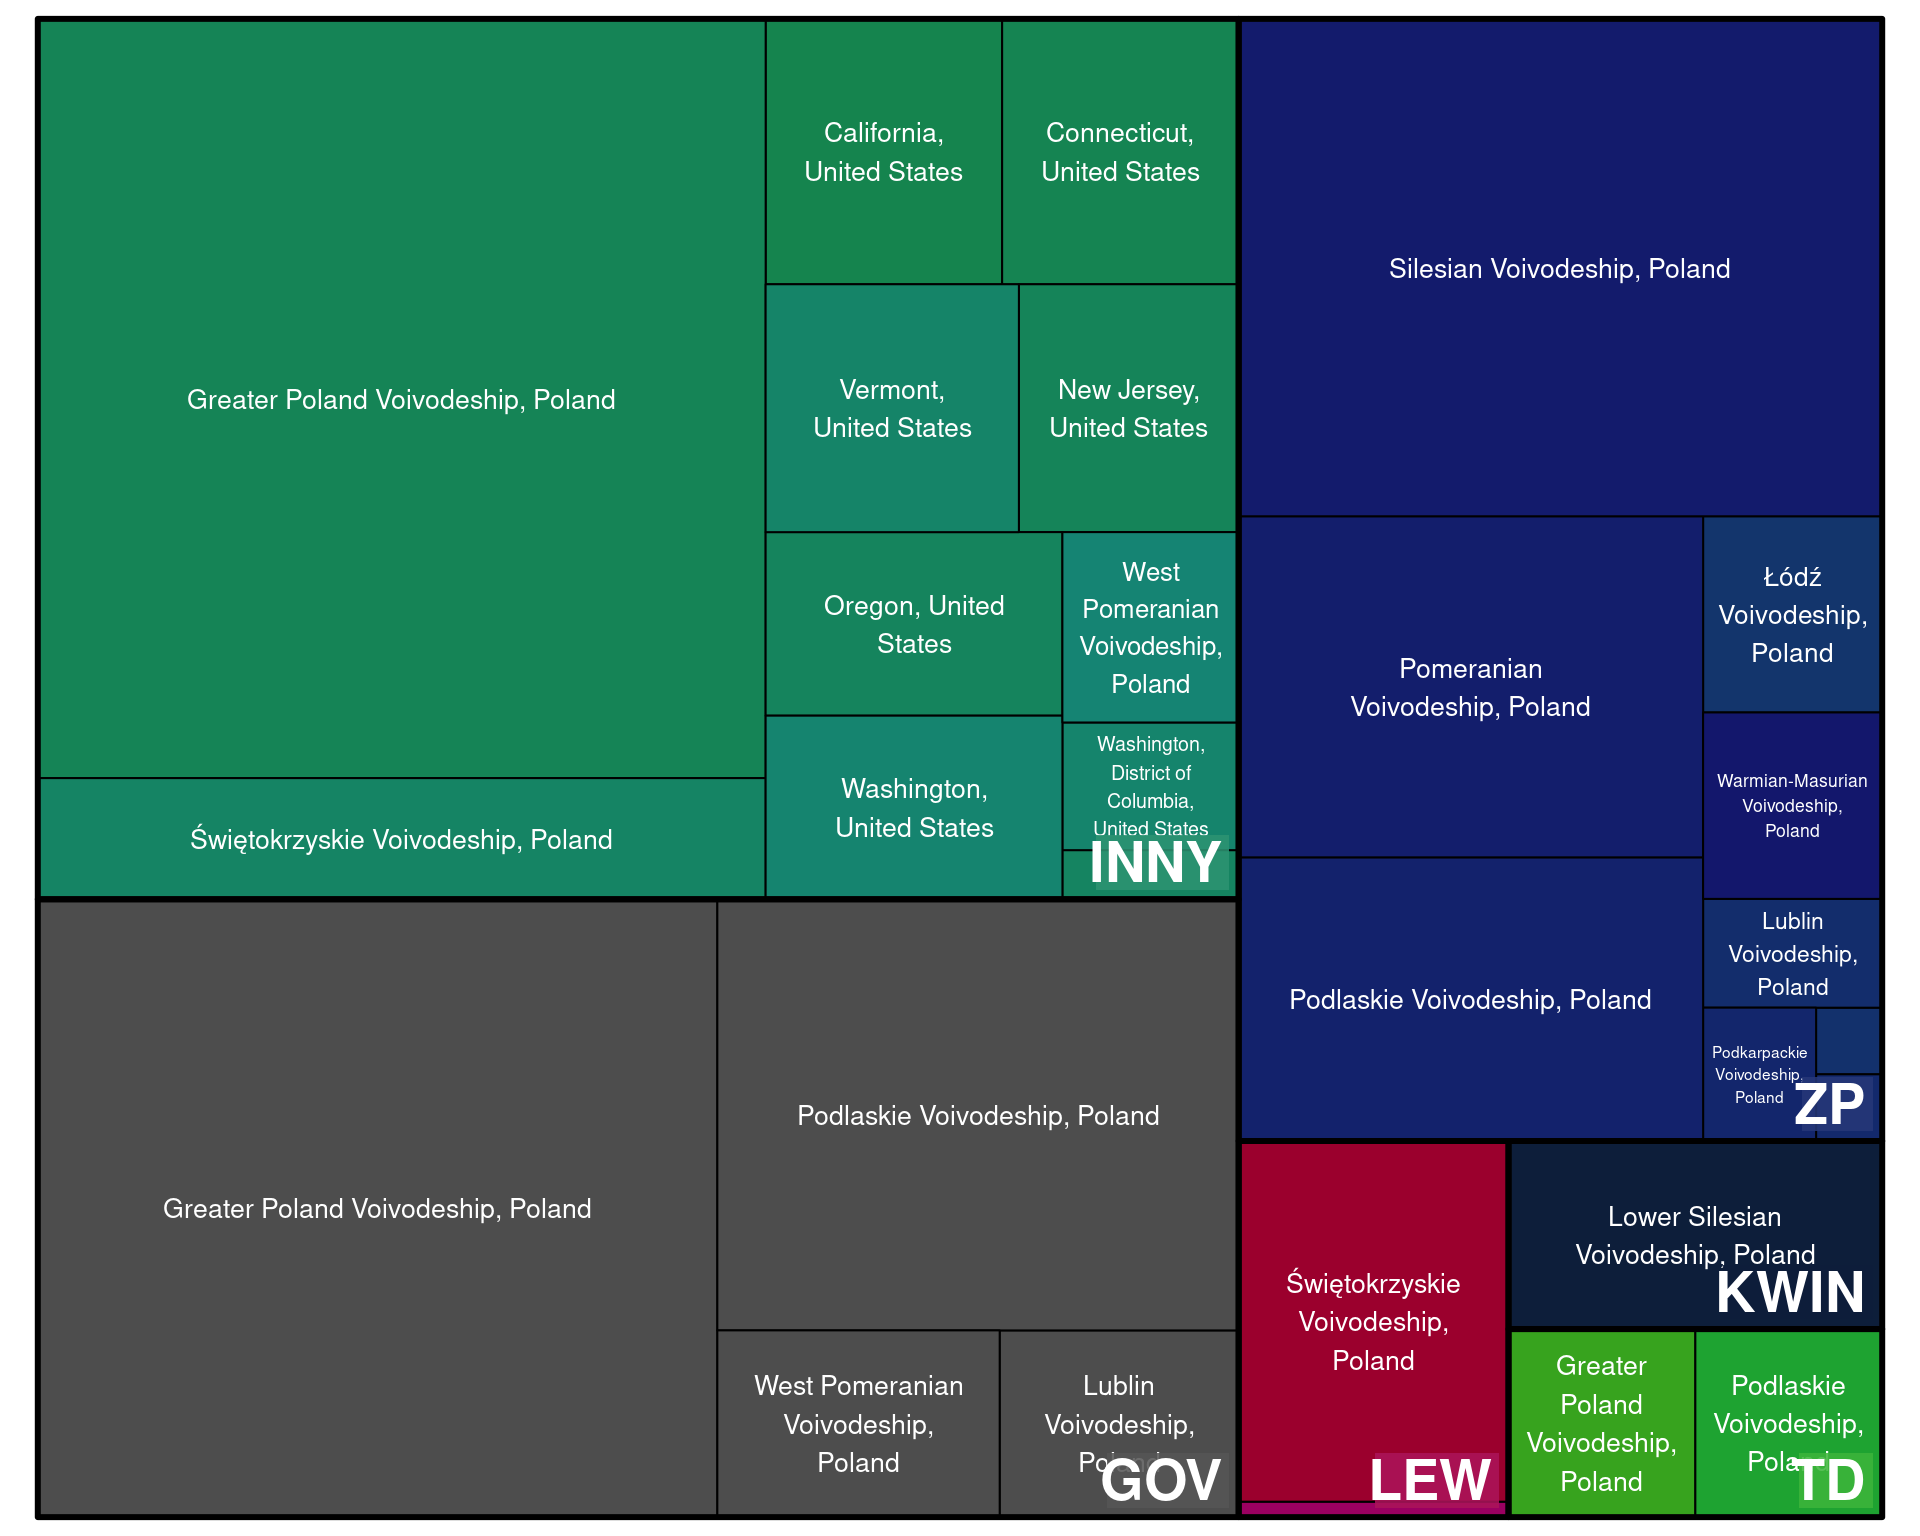 Greater Poland Voivodeship, Poland
Świętokrzyskie Voivodeship, Poland
California,
United States
Connecticut,
United States
Vermont,
United States
New Jersey,
United States
Oregon, United
States
West
Pomeranian
Voivodeship,
Poland
Washington,
United States
Washington,
District of
Columbia,
United States
INNY
Greater Poland Voivodeship, Poland
Podlaskie Voivodeship, Poland
West Pomeranian
Voivodeship,
Poland
Lublin
Voivodeship,
Poland
GOV
Silesian Voivodeship, Poland
Pomeranian
Voivodeship, Poland
Podlaskie Voivodeship, Poland
Łódź
Voivodeship,
Poland
Warmian-Masurian
Voivodeship,
Poland
Lublin
Voivodeship,
Poland
Podkarpackie
Voivodeship,
Poland
ZP
Świętokrzyskie
Voivodeship,
Poland
LEW
Lower Silesian
Voivodeship, Poland
KWIN
Greater
Poland
Voivodeship,
Poland
Podlaskie
Voivodeship,
Poland
TD